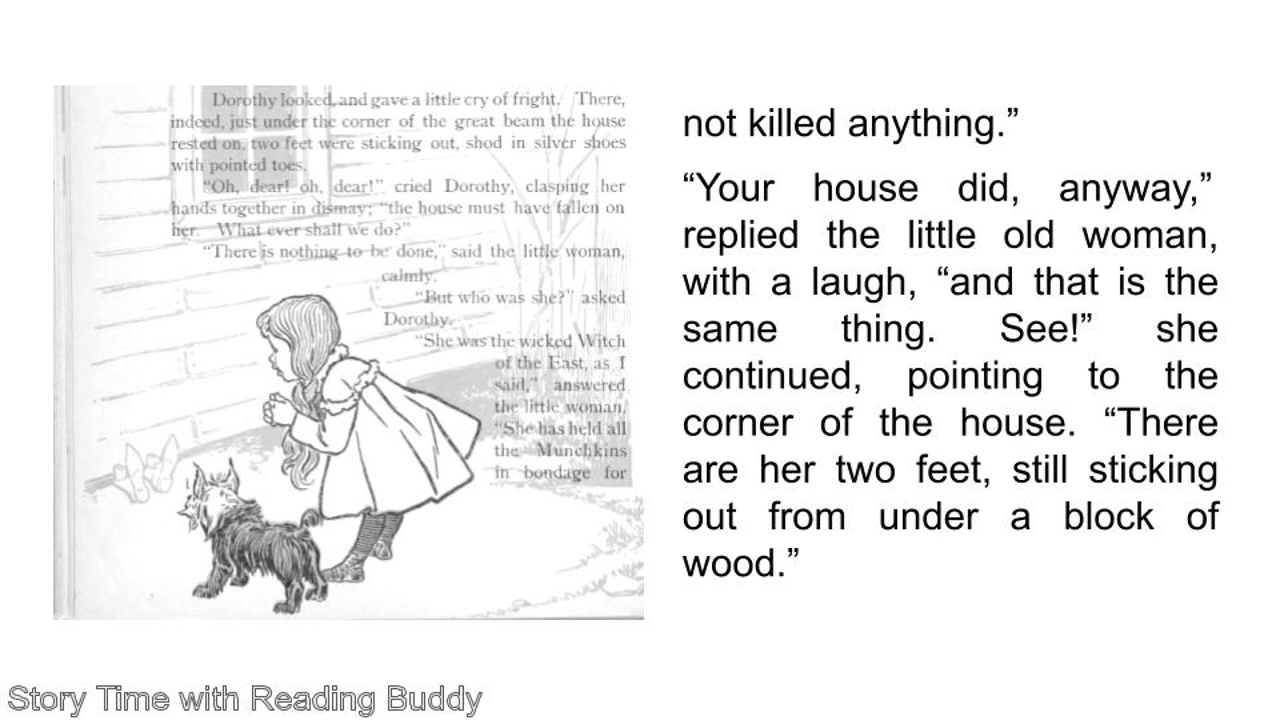 Dorothy looked, and gave a little cry of fright. There,
indeed, just under the corner of the great beam the house
rested on, two feet were sticking out, shod in silver shoes
with pointed toes.
"Oh, dear! oh, dear!" cried Dorothy, clasping her
hands together in dismay; "the house must have fallen on
her. What ever shall we do?"
"There is nothing to be done," said the little woman,
calmly.
"But who was she?" asked
Dorothy.
"She was the wicked Witch
of the East, as I
said," answered
the little woman.
"She has held all
the Munchkins
in bondage for
not killed anything.”
“Your house did, anyway,”
replied the little old woman,
with a laugh, “and that is the
same thing. See!” she
continued, pointing to the
corner of the house. “There
are her two feet, still sticking
out from under a block of
wood.”
Story Time with Reading Buddy